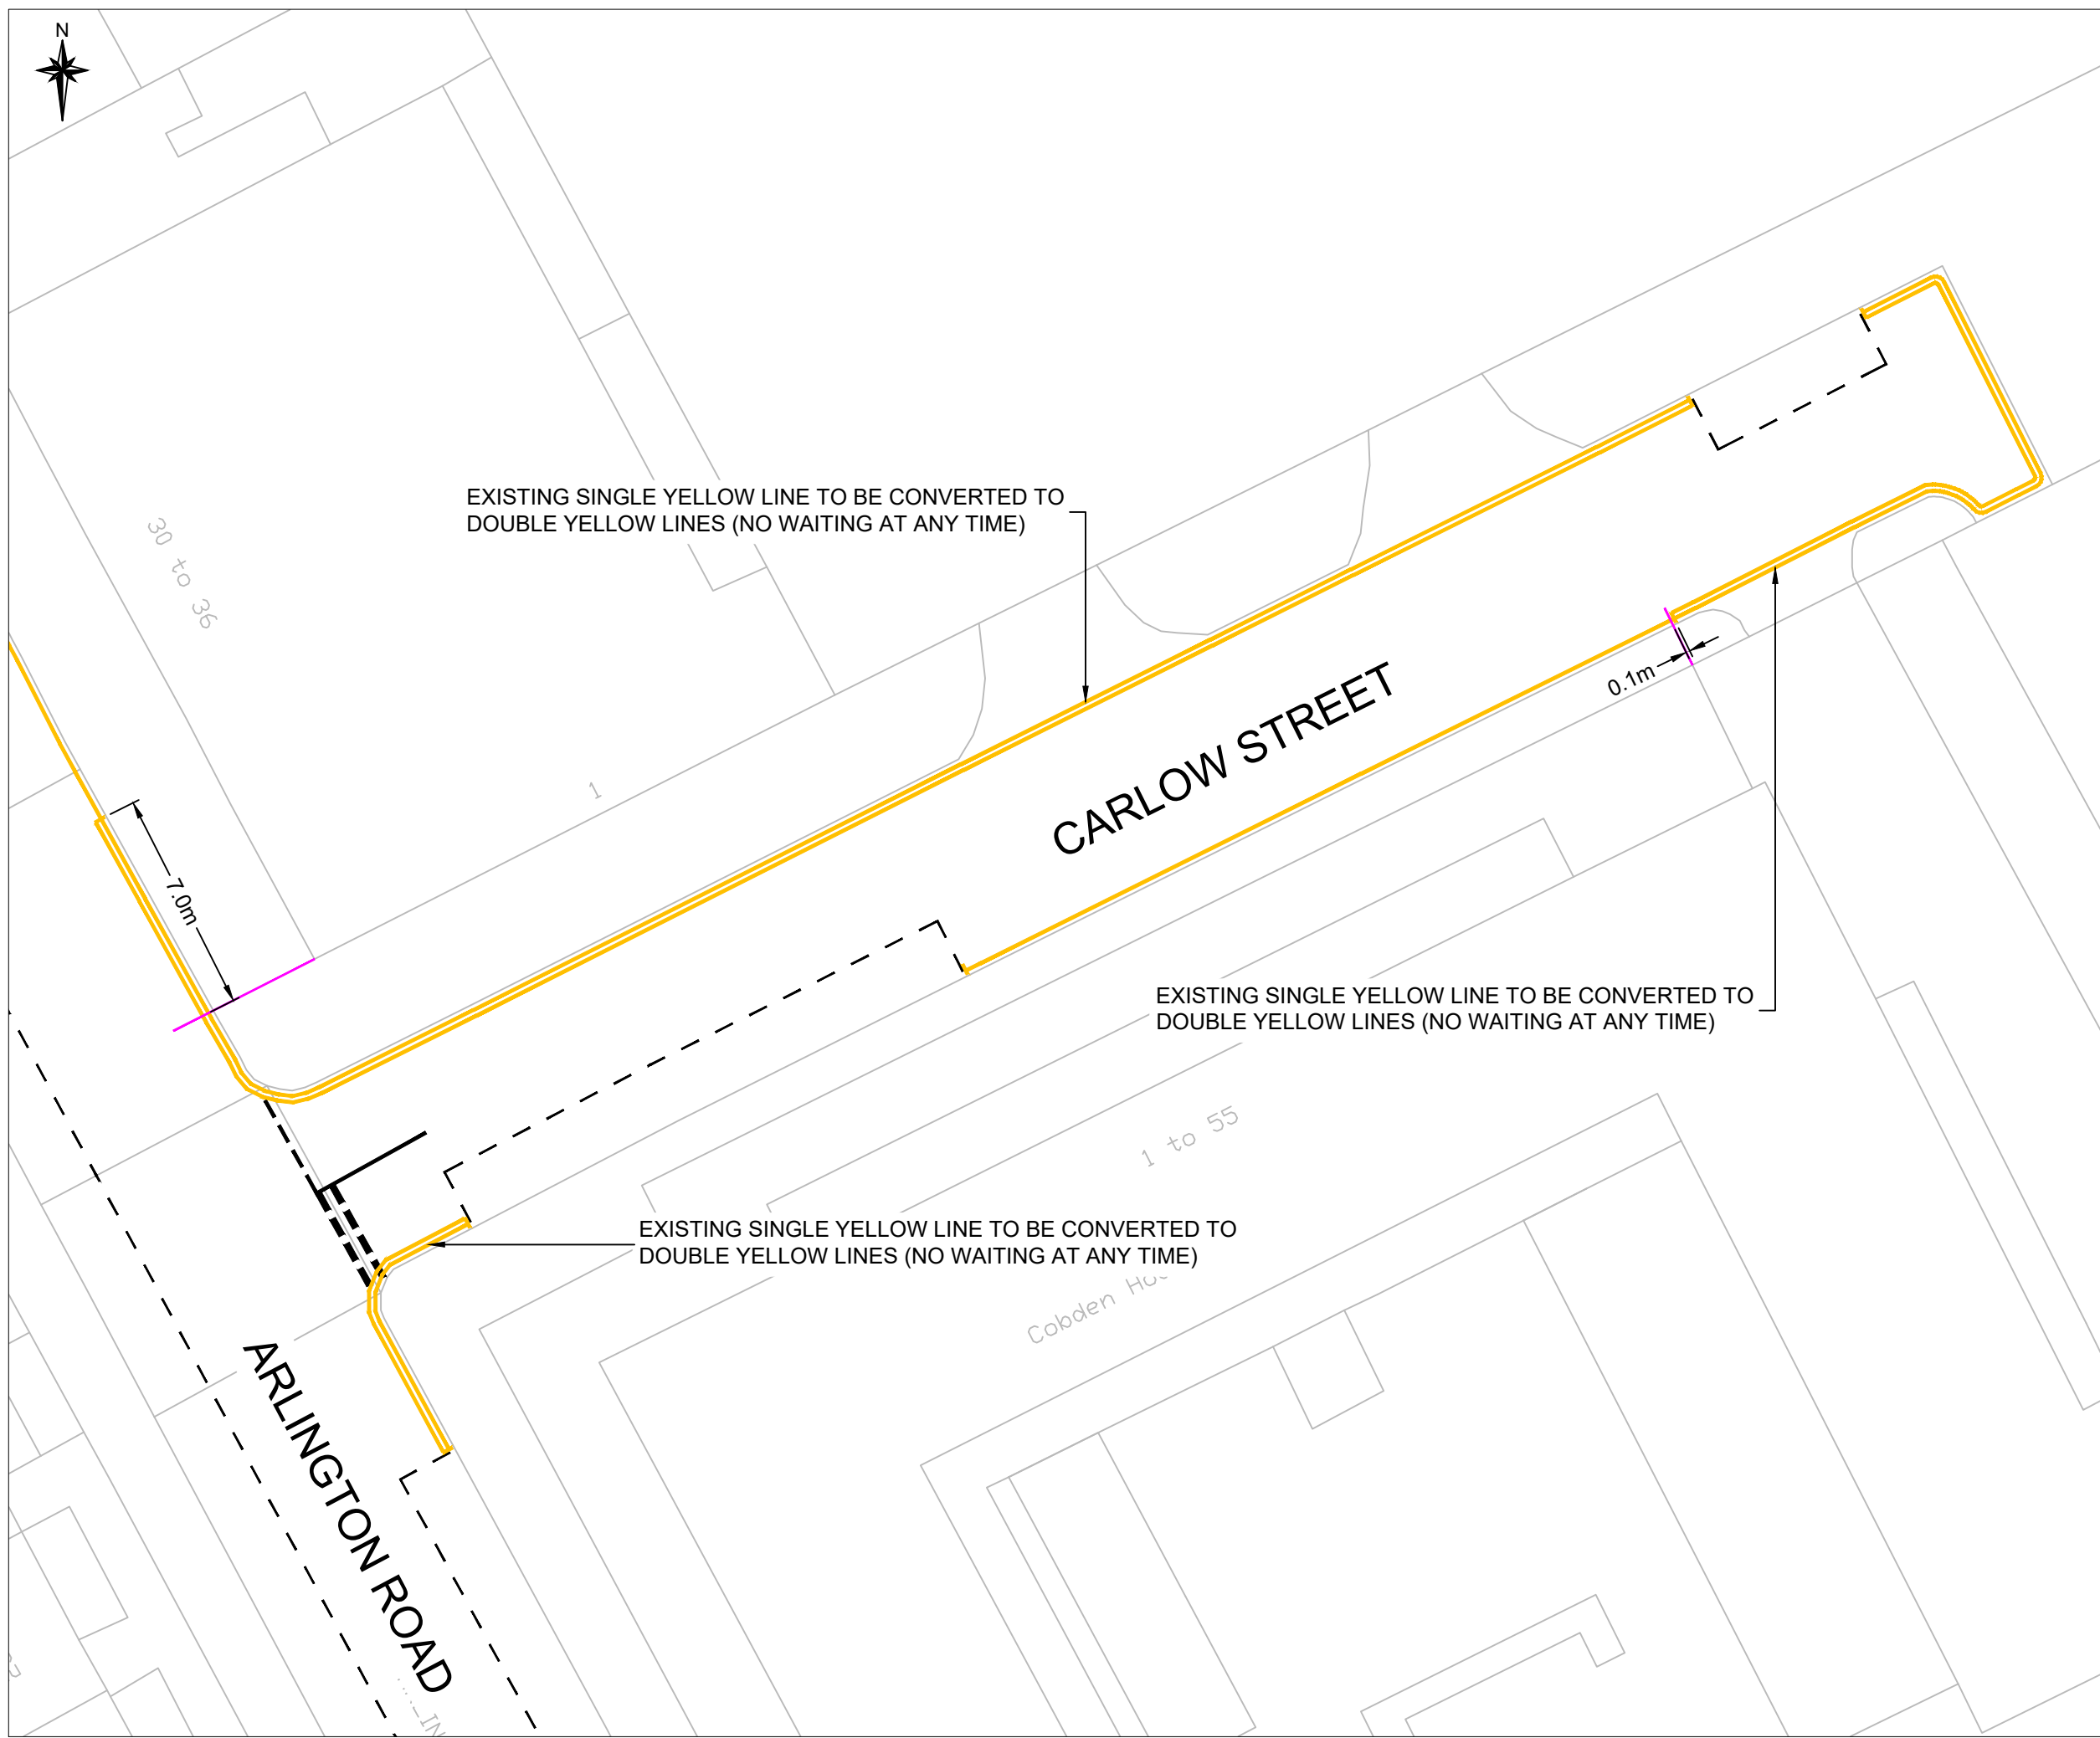 N
EXISTING SINGLE YELLOW LINE TO BE CONVERTED TO
DOUBLE YELLOW LINES (NO WAITING AT ANY TIME)
30 to 36
CARLOW STREET
0.1m
1
7.0m
EXISTING SINGLE YELLOW LINE TO BE CONVERTED TO
DOUBLE YELLOW LINES (NO WAITING AT ANY TIME)
1 to 55
EXISTING SINGLE YELLOW LINE TO BE CONVERTED TO
DOUBLE YELLOW LINES (NO WAITING AT ANY TIME)
Cobden
ARLINGTON ROAD